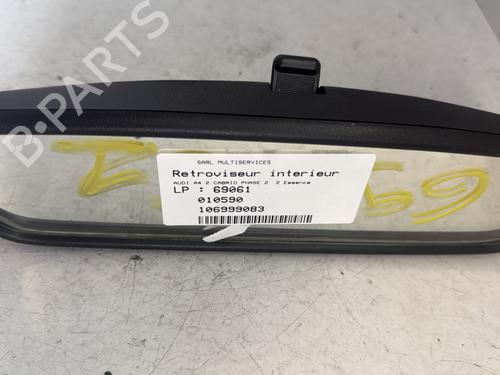 B-PARTS
SARL MULTISERVICES
Retroviseur interieur
AUDI A4 2 CABRIO PHASE 2 2 Essence
LP : 69061
010590
106999083